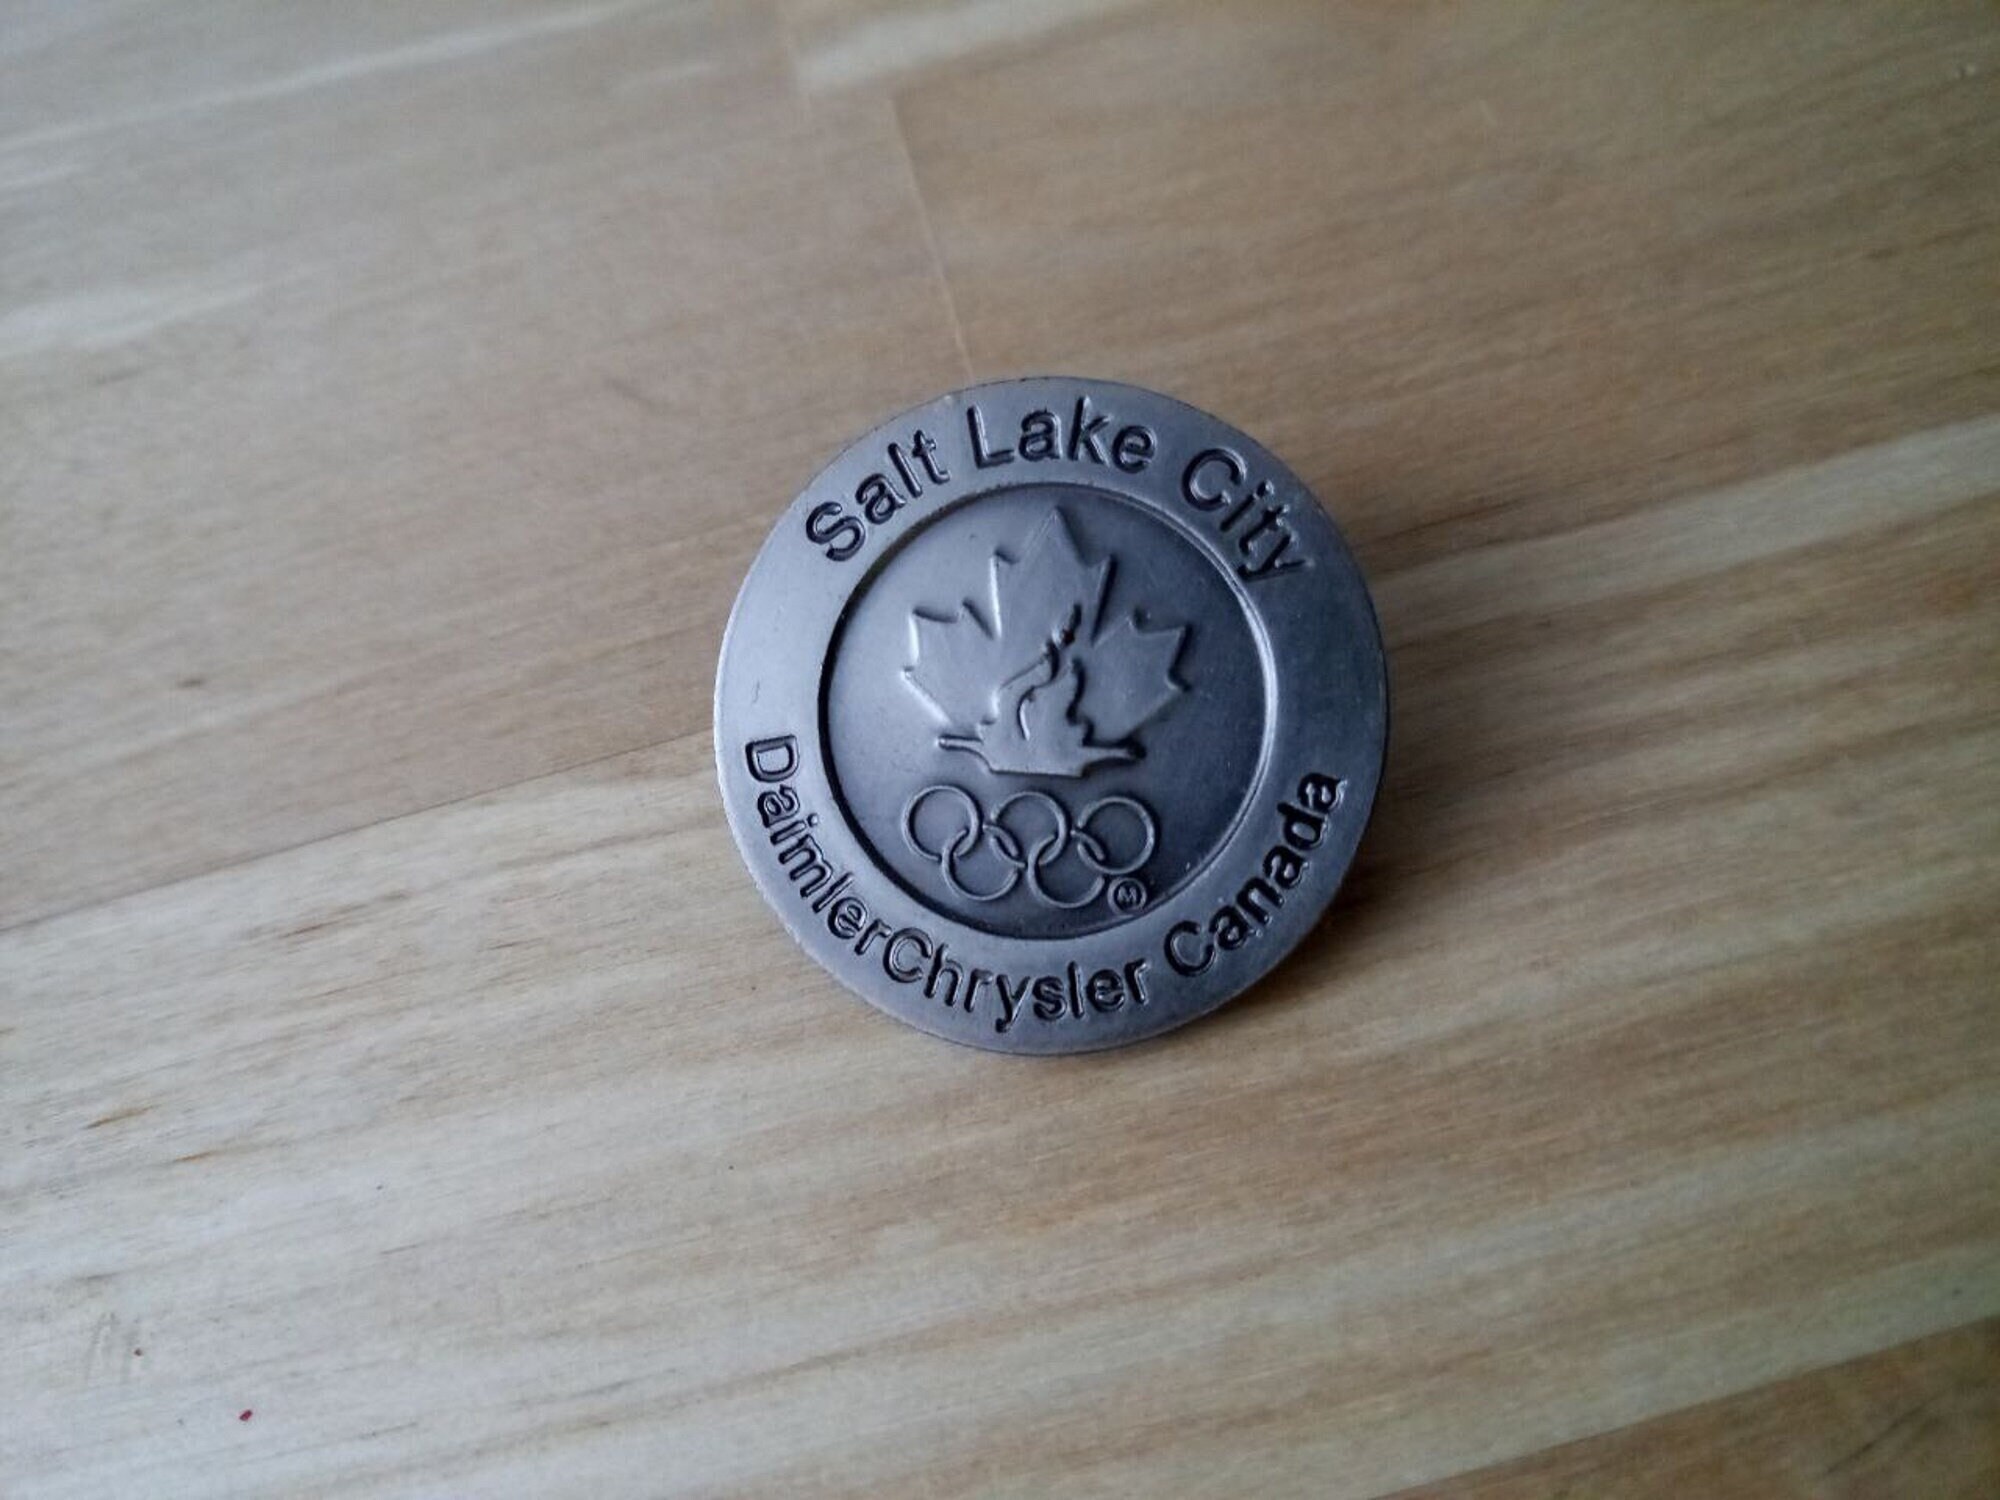 Salt Lake City
Ⓜ
DaimlerChrysler Canada